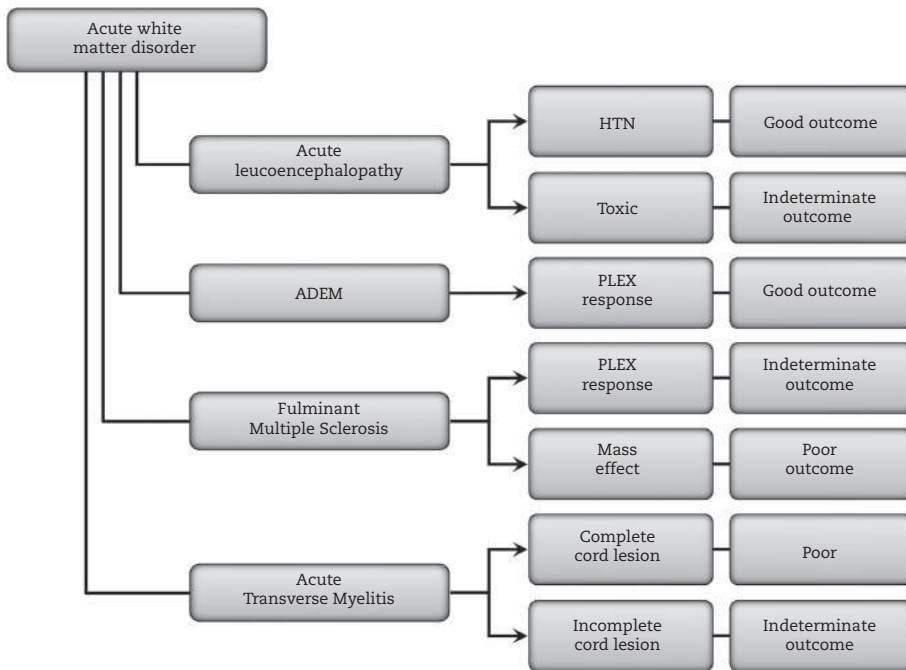 Acute white
matter disorder
Acute
leucoencephalopathy
HTN
Good outcome
Toxic
Indeterminate
outcome
ADEM
PLEX
response
Good outcome
Fulminant
Multiple Sclerosis
PLEX
response
Indeterminate
outcome
Mass
effect
Poor
outcome
Acute
Transverse Myelitis
Complete
cord lesion
Poor
Incomplete
cord lesion
Indeterminate
outcome